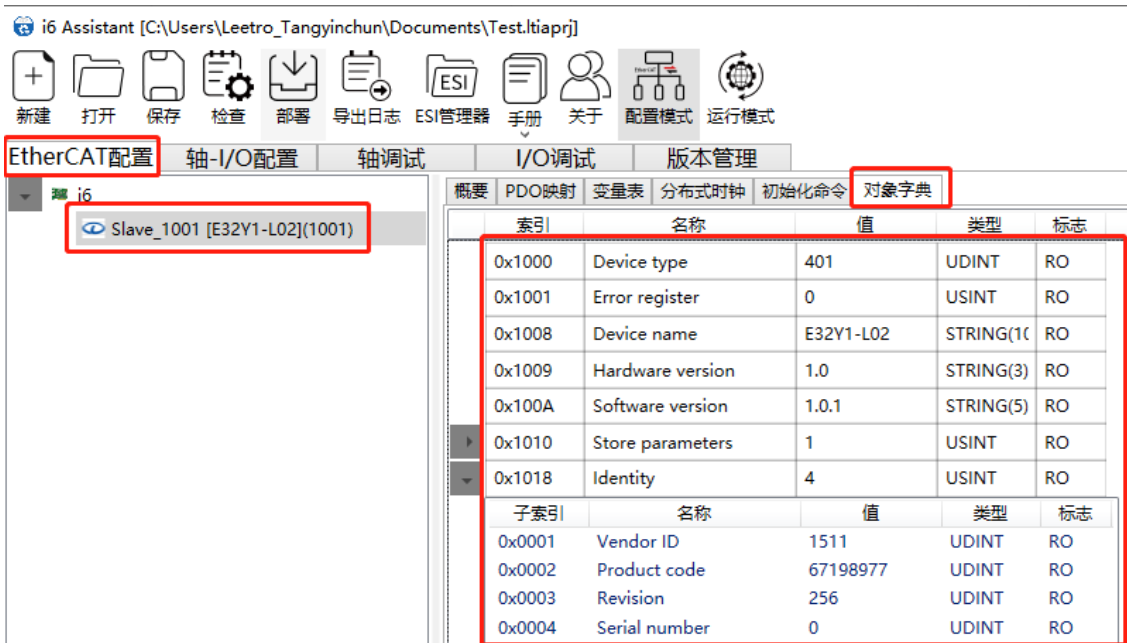 i6 Assistant [C:\Users\Leetro_Tangyinchun\Documents\Test.ltiaprj]
新建 打开 保存 检查 部署 导出日志 ESI管理器 手册 关于 配置模式 运行模式
EtherCAT配置 轴-I/O配置 轴调试 I/O调试 版本管理
i6
Slave_1001 [E32Y1-L02](1001)
概要 PDO映射 变量表 分布式时钟 初始化命令 对象字典
索引 名称 值 类型 标志
0x1000 Device type 401 UDINT RO
0x1001 Error register 0 USINT RO
0x1008 Device name E32Y1-L02 STRING(10 RO
0x1009 Hardware version 1.0 STRING(3) RO
0x100A Software version 1.0.1 STRING(5) RO
0x1010 Store parameters 1 USINT RO
0x1018 Identity 4 USINT RO
子索引 名称 值 类型 标志
0x0001 Vendor ID 1511 UDINT RO
0x0002 Product code 67198977 UDINT RO
0x0003 Revision 256 UDINT RO
0x0004 Serial number 0 UDINT RO